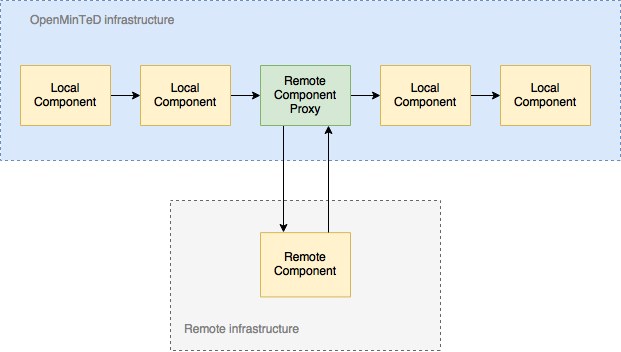 OpenMinTeD infrastructure
Local
Component
Local
Component
Remote
Component
Proxy
Local
Component
Local
Component
Remote
Component
Remote infrastructure